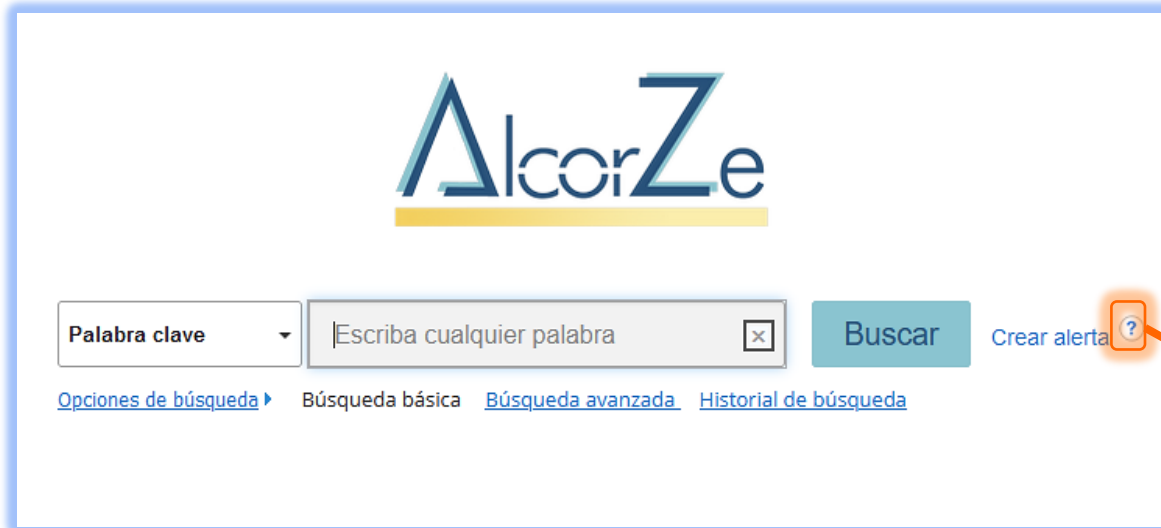 AlcorZe
Palabra clave Escriba cualquier palabra x Buscar Crear alerta ?
Opciones de búsqueda Búsqueda básica Búsqueda avanzada Historial de búsqueda